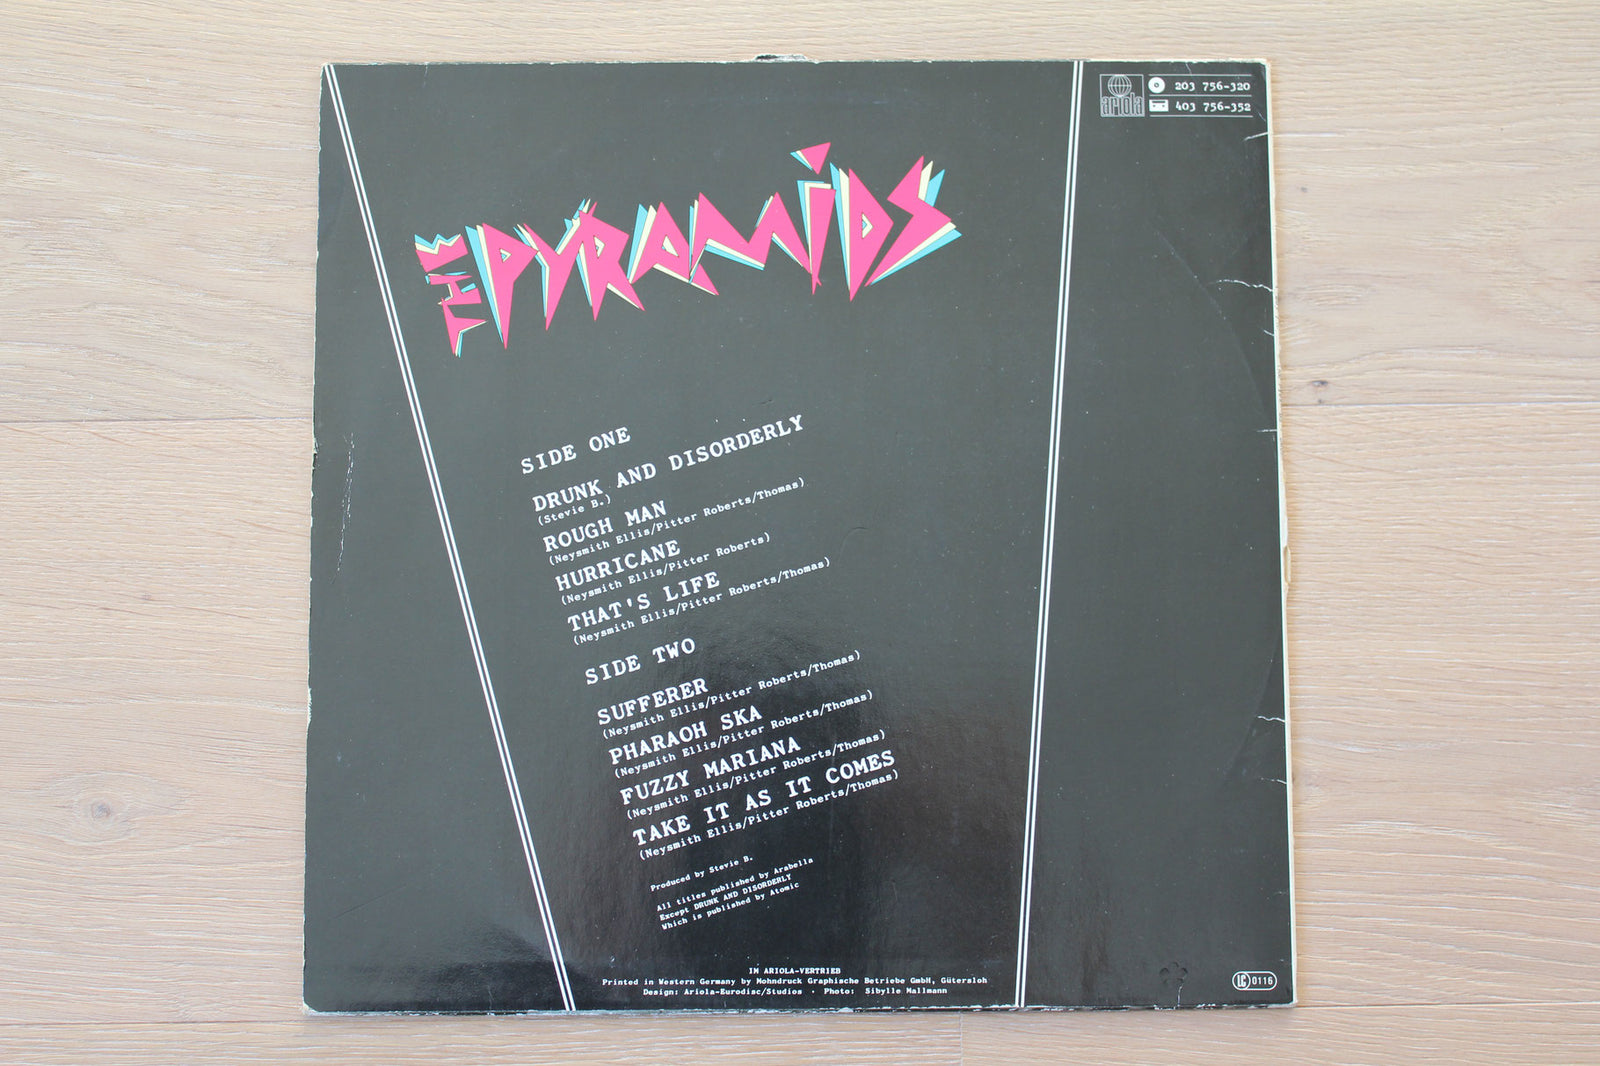 ariola
203 756-320
403 756-352
THE PYRAMiDS
SIDE ONE
DRUNK AND DISORDERLY
(Stevie B.)
ROUGH MAN
(Neysmith Ellis/Pitter Roberts/Thomas)
HURRICANE
(Neysmith Ellis/Pitter Roberts)
THAT'S LIFE
(Neysmith Ellis/Pitter Roberts/Thomas)
SIDE TWO
SUFFERER
(Neysmith Ellis/Pitter Roberts/Thomas)
PHARAOH SKA
(Neysmith Ellis/Pitter Roberts/Thomas)
FUZZY MARIANA
(Neysmith Ellis/Pitter Roberts/Thomas)
TAKE IT AS IT COMES
(Neysmith Ellis/Pitter Roberts/Thomas)
Produced by Stevie B.
All titles published by Arabella
Except DRUNK AND DISORDERLY
Which is published by Atomic
IM ARIOLA-VERTRIEB
Printed in Western Germany by Mohndruck Graphische Betriebe GmbH, Gütersloh
Design: Ariola-Eurodisc/Studios · Photo: Sibylle Mallmann
LC 0116